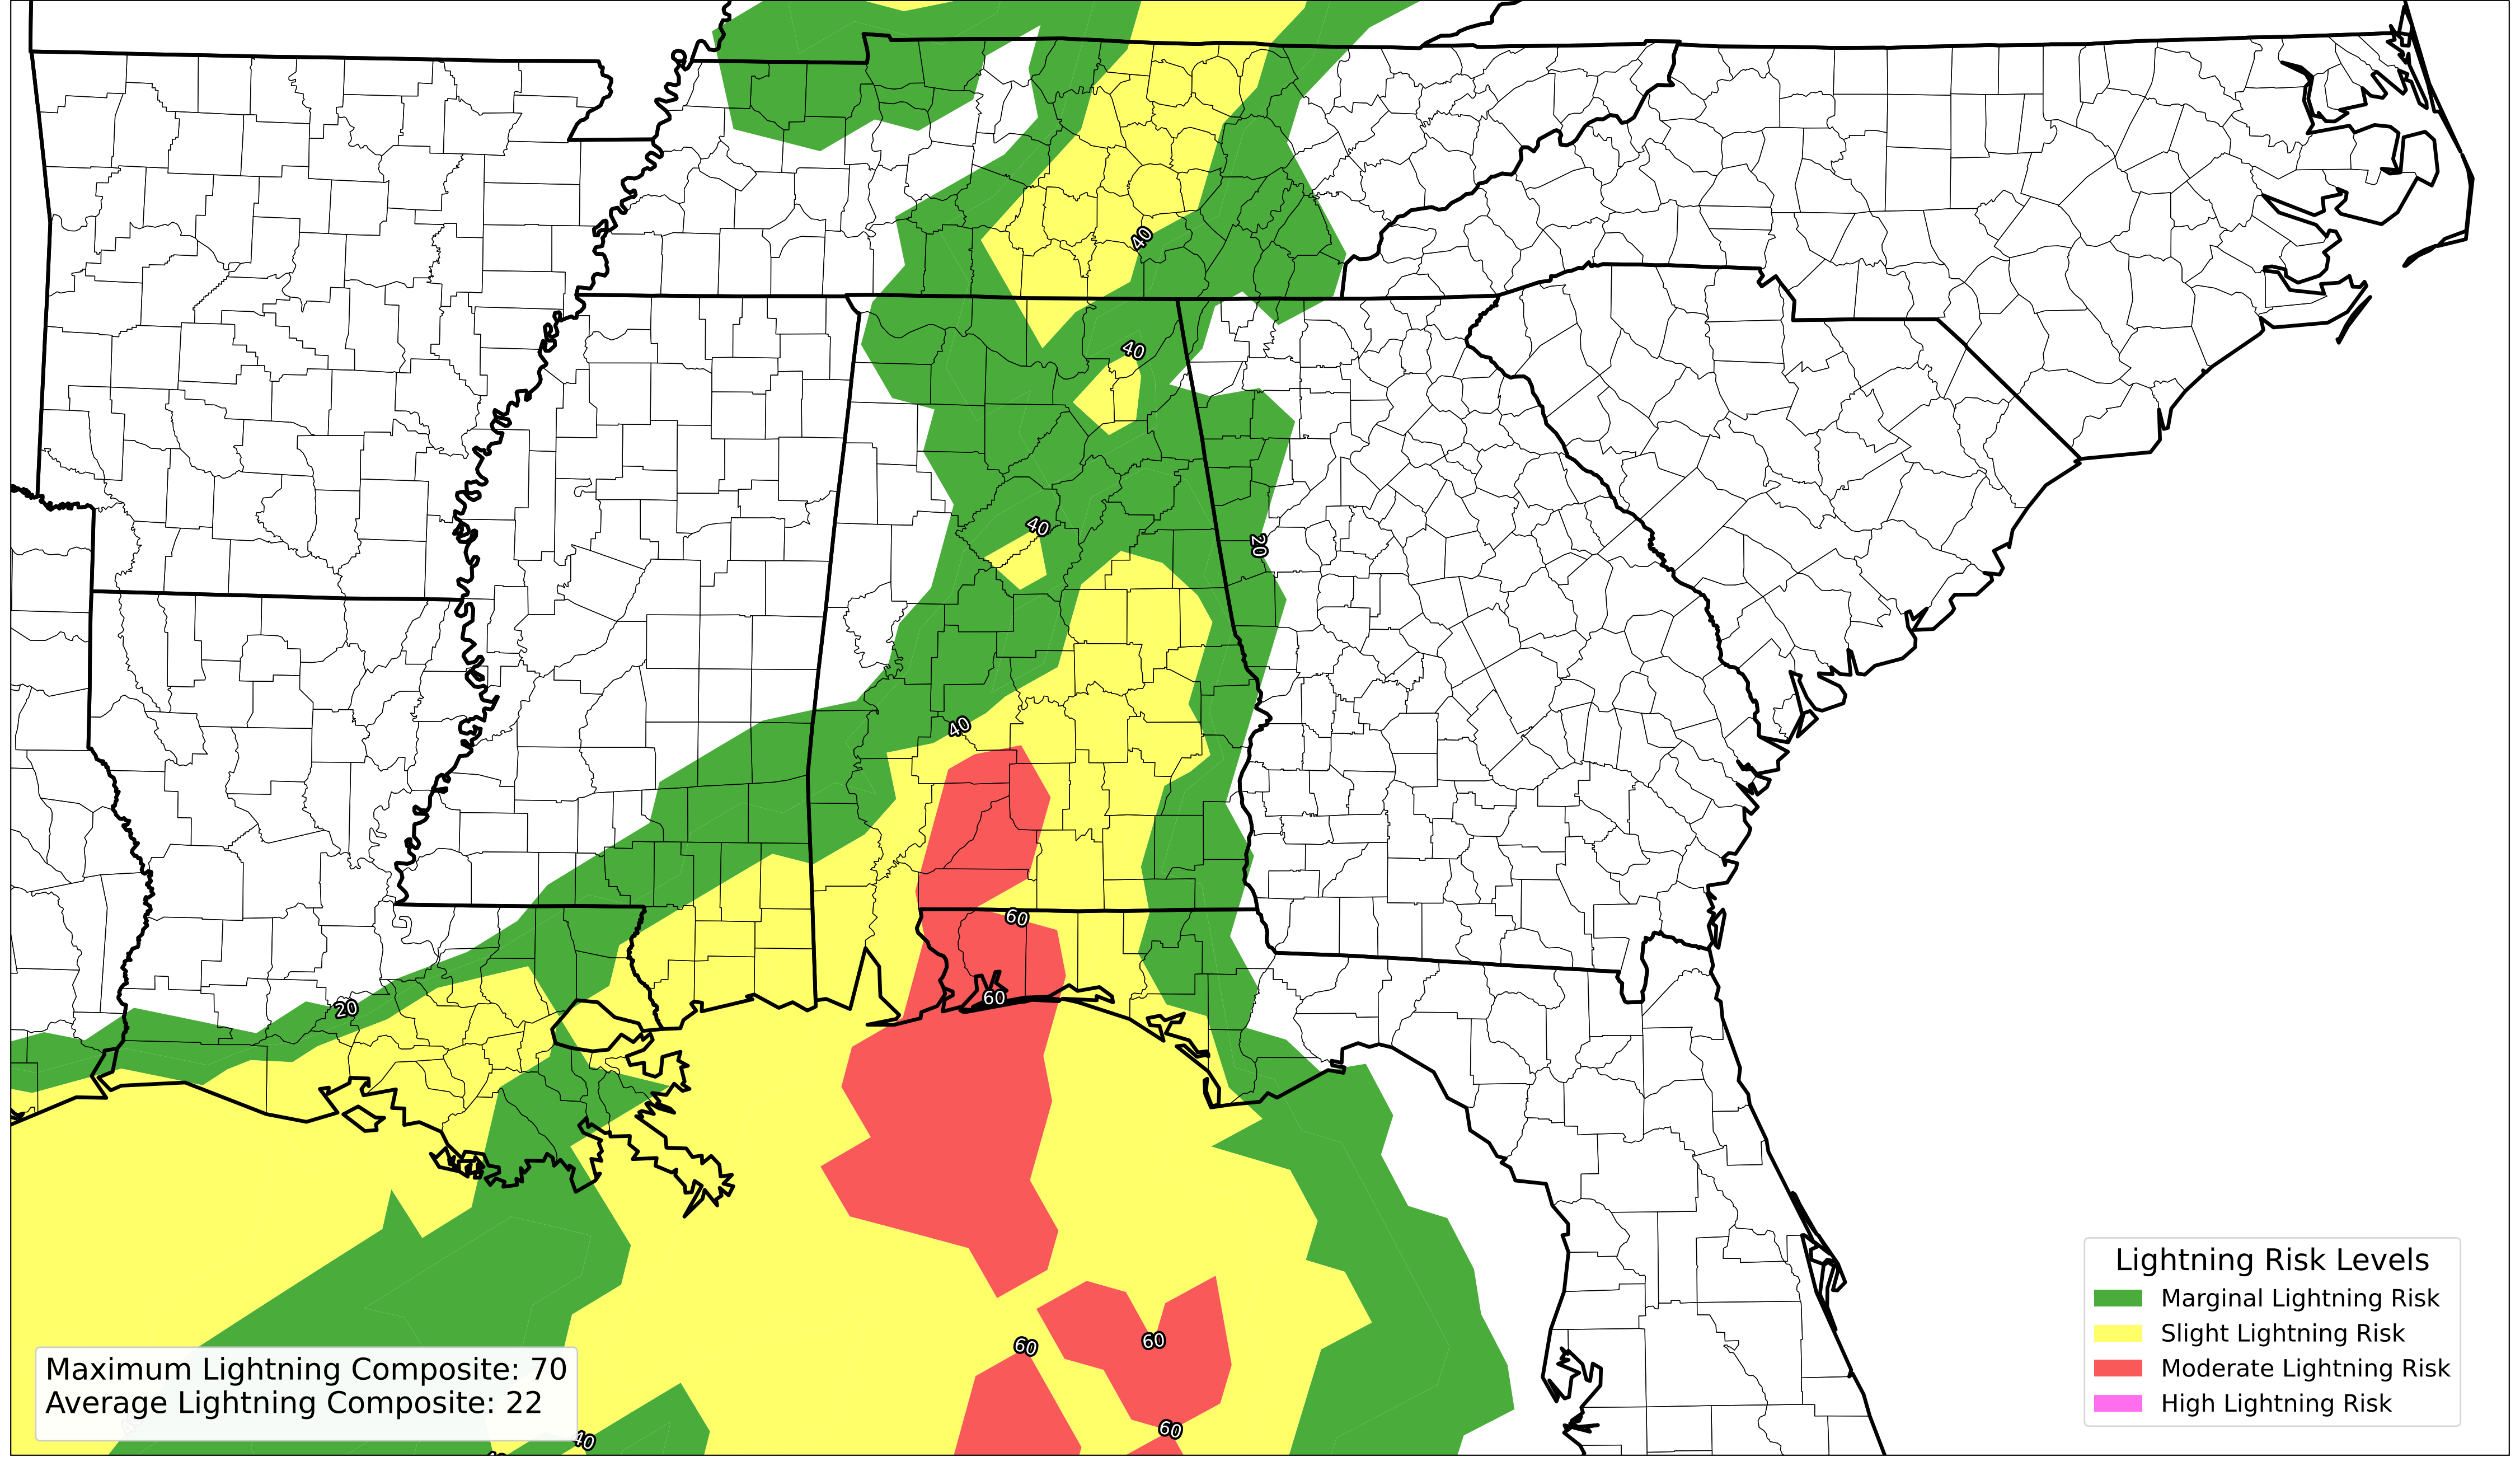 40
40
40
20
40
60
60
20
60
60
60
40
Lightning Risk Levels
Marginal Lightning Risk
Slight Lightning Risk
Moderate Lightning Risk
High Lightning Risk
Maximum Lightning Composite: 70
Average Lightning Composite: 22